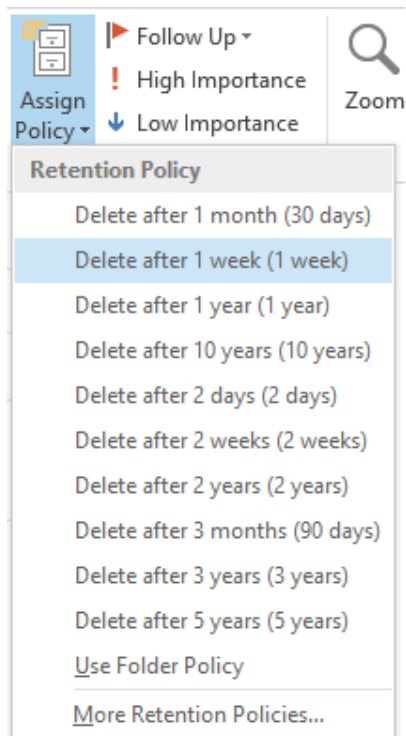 Assign
Policy
Follow Up
High Importance
Low Importance
Zoom
Retention Policy
Delete after 1 month (30 days)
Delete after 1 week (1 week)
Delete after 1 year (1 year)
Delete after 10 years (10 years)
Delete after 2 days (2 days)
Delete after 2 weeks (2 weeks)
Delete after 2 years (2 years)
Delete after 3 months (90 days)
Delete after 3 years (3 years)
Delete after 5 years (5 years)
Use Folder Policy
More Retention Policies...